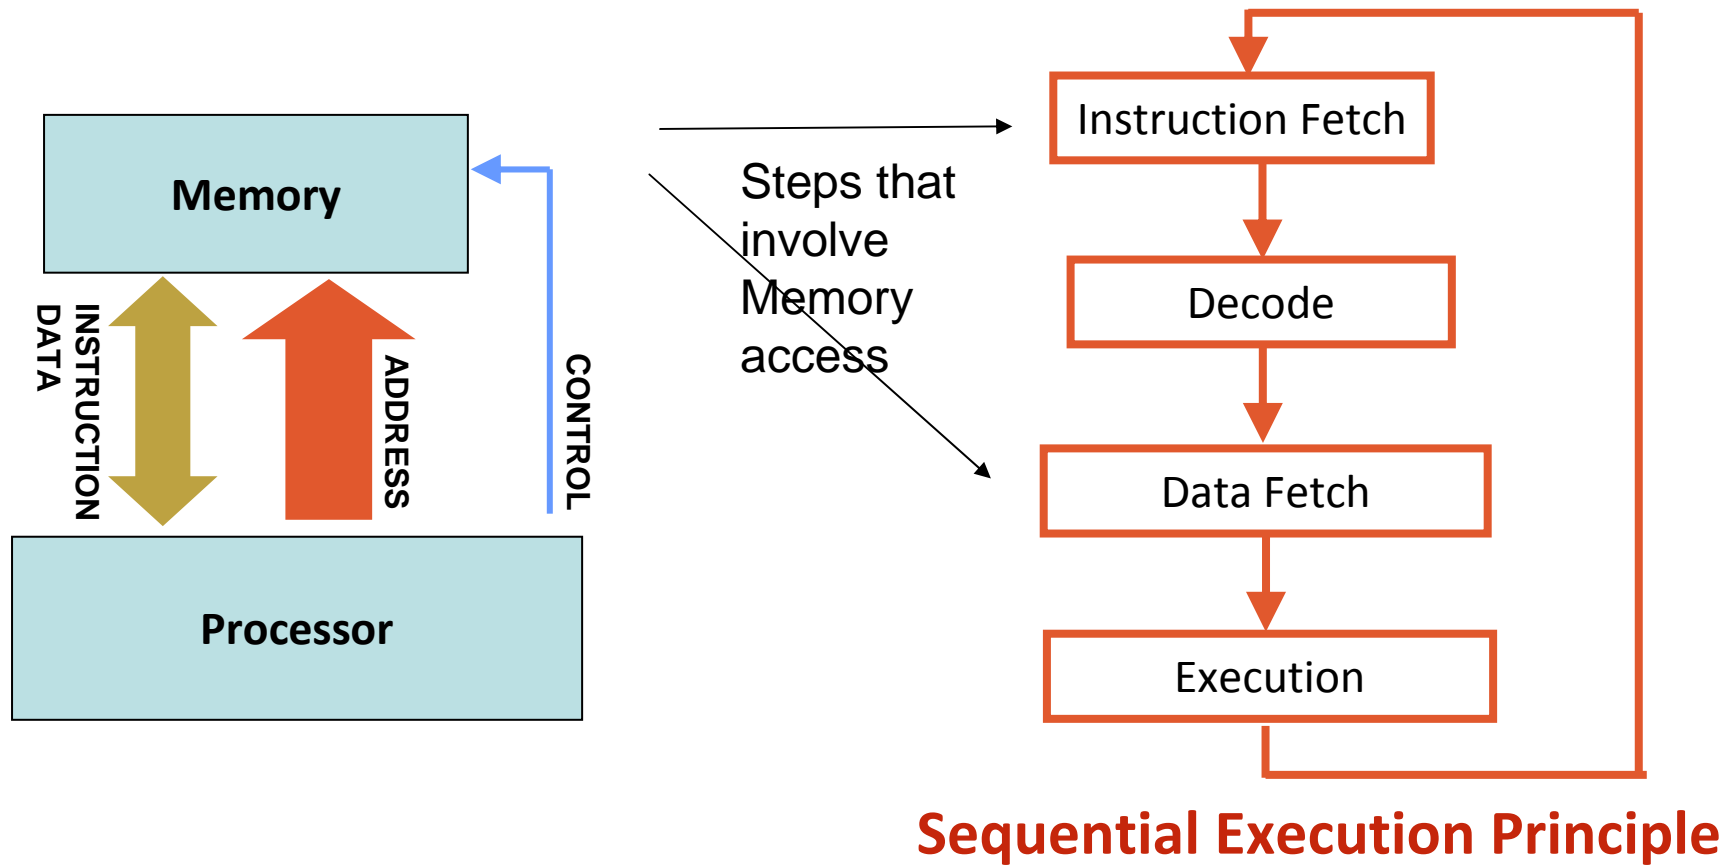 Memory
INSTRUCTION
DATA
ADDRESS
CONTROL
Processor
Steps that
involve
Memory
access
Instruction Fetch
Decode
Data Fetch
Execution
Sequential Execution Principle